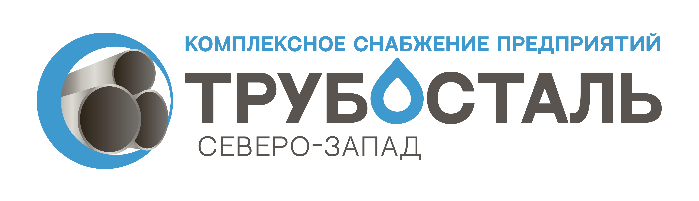 КОМПЛЕКСНОЕ СНАБЖЕНИЕ ПРЕДПРИЯТИЙ
ТРУБОСТАЛЬ
СЕВЕРО-ЗАПАД